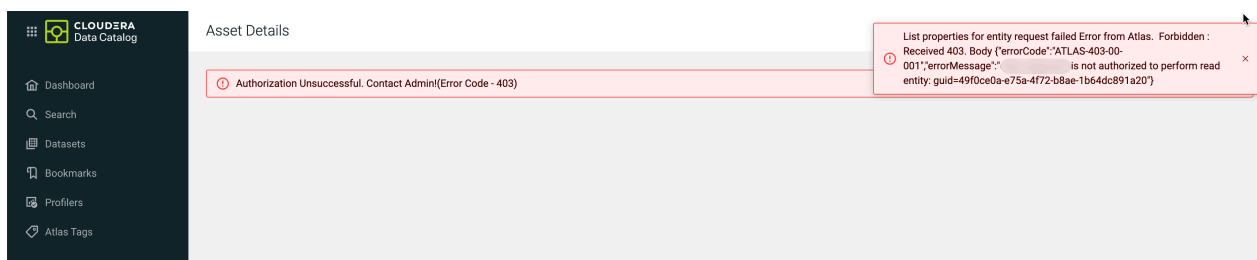 CLOUDERA
Data Catalog
Dashboard
Search
Datasets
Bookmarks
Profilers
Atlas Tags
Asset Details
Authorization Unsuccessful. Contact Admin!(Error Code - 403)
List properties for entity request failed Error from Atlas. Forbidden :
Received 403. Body {"errorCode":"ATLAS-403-00-
001","errorMessage":" is not authorized to perform read
entity: guid=49f0ce0a-e75a-4f72-b8ae-1b64dc891a20"}